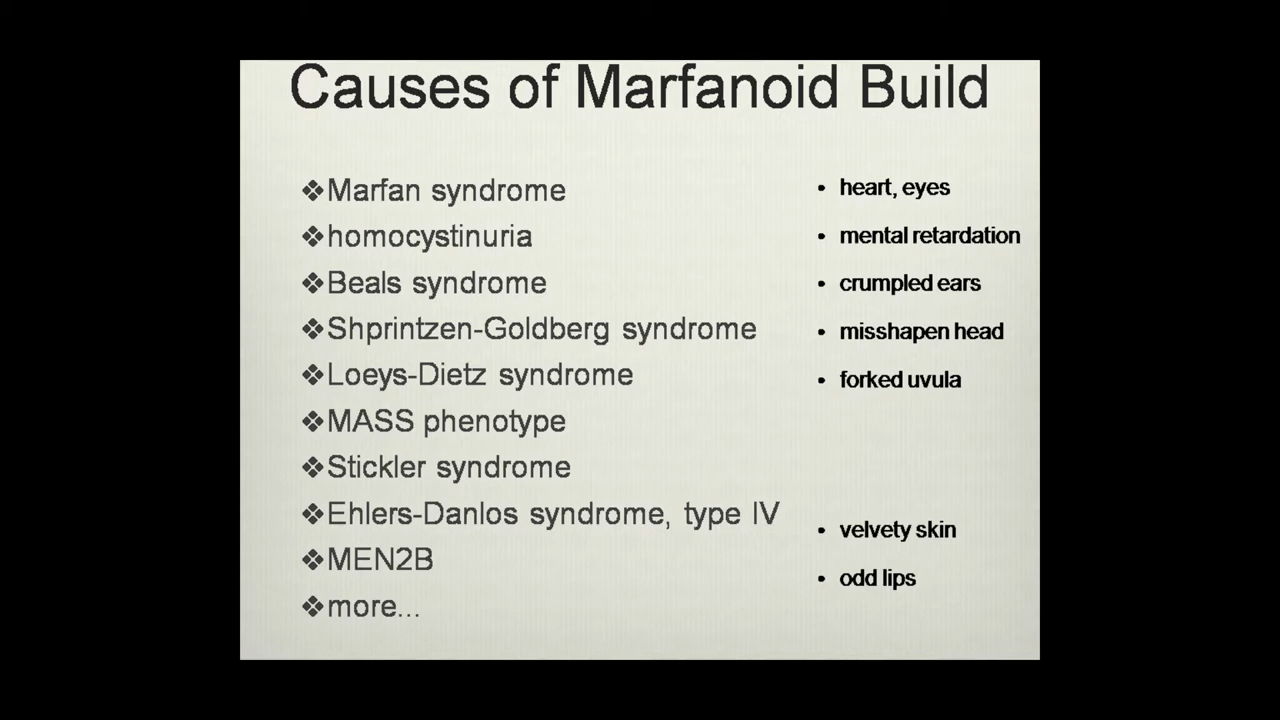 Causes of Marfanoid Build
❖Marfan syndrome
❖homocystinuria
❖Beals syndrome
❖Shprintzen-Goldberg syndrome
❖Loeys-Dietz syndrome
❖MASS phenotype
❖Stickler syndrome
❖Ehlers-Danlos syndrome, type IV
❖MEN2B
❖more...
• heart, eyes
• mental retardation
• crumpled ears
• misshapen head
• forked uvula
• velvety skin
• odd lips